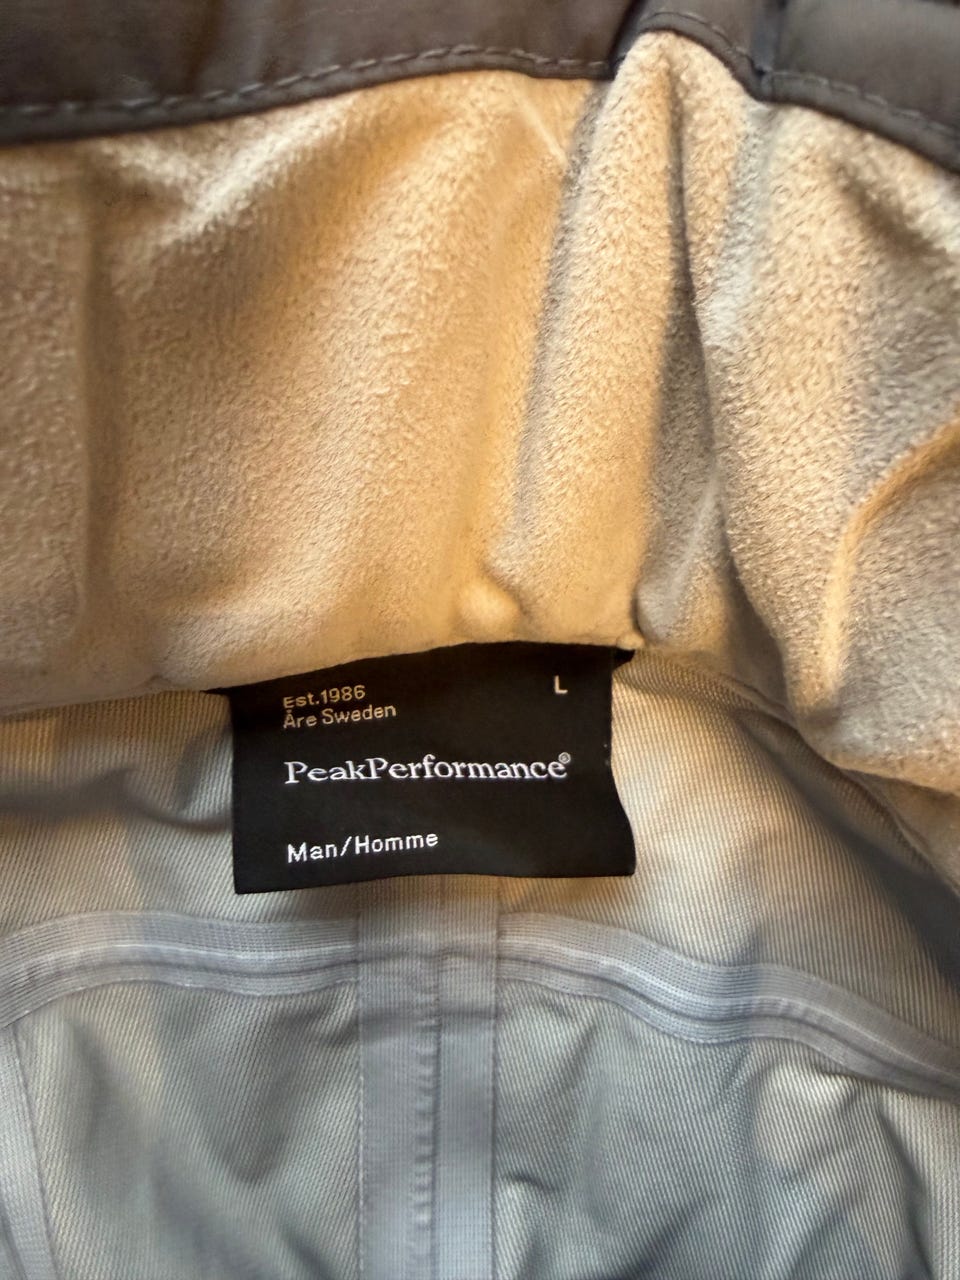 Est.1986
L
Åre Sweden
PeakPerformance®
Man/Homme